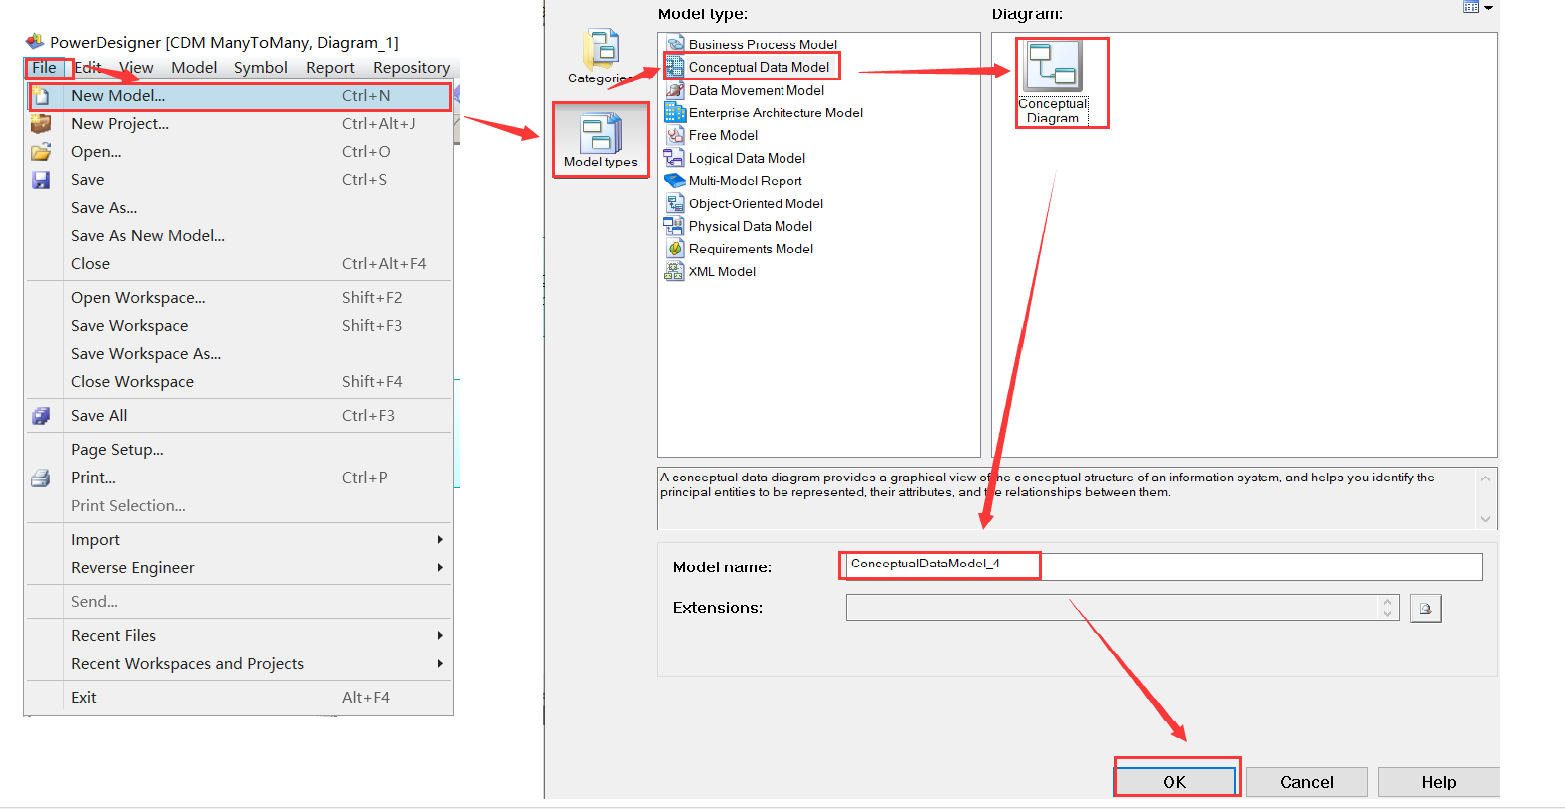 PowerDesigner [CDM ManyToMany, Diagram_1]
File Edit View Model Symbol Report Repository
New Model... Ctrl+N
New Project... Ctrl+Alt+J
Open... Ctrl+O
Save Ctrl+S
Save As...
Save As New Model...
Close Ctrl+Alt+F4
Open Workspace... Shift+F2
Save Workspace Shift+F3
Save Workspace As...
Close Workspace Shift+F4
Save All Ctrl+F3
Page Setup...
Print... Ctrl+P
Print Selection...
Import
Reverse Engineer
Send...
Recent Files
Recent Workspaces and Projects
Exit Alt+F4
Categories
Model types
Model type:
Business Process Model
Conceptual Data Model
Data Movement Model
Enterprise Architecture Model
Free Model
Logical Data Model
Multi-Model Report
Object-Oriented Model
Physical Data Model
Requirements Model
XML Model
Diagram:
Conceptual
Diagram
A conceptual data diagram provides a graphical view of the conceptual structure of an information system, and helps you identify the
principal entities to be represented, their attributes, and the relationships between them.
Model name: ConceptualDataModel_4
Extensions:
OK Cancel Help